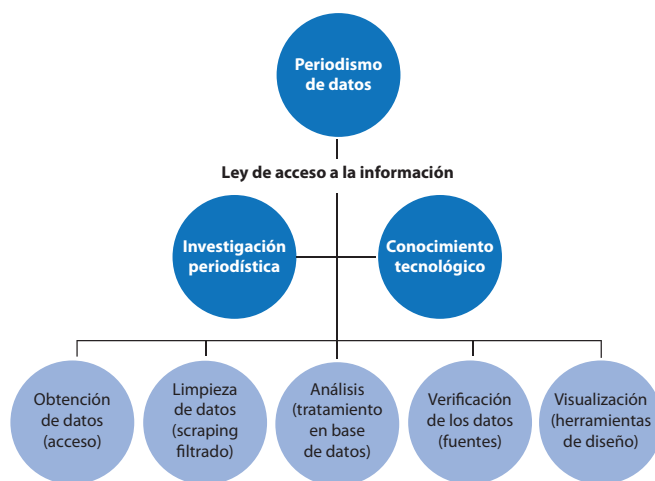 Periodismo
de datos
Ley de acceso a la información
Investigación
periodística
Conocimiento
tecnológico
Obtención
de datos
(acceso)
Limpieza
de datos
(scraping
filtrado)
Análisis
(tratamiento
en base
de datos)
Verificación
de los datos
(fuentes)
Visualización
(herramientas
de diseño)